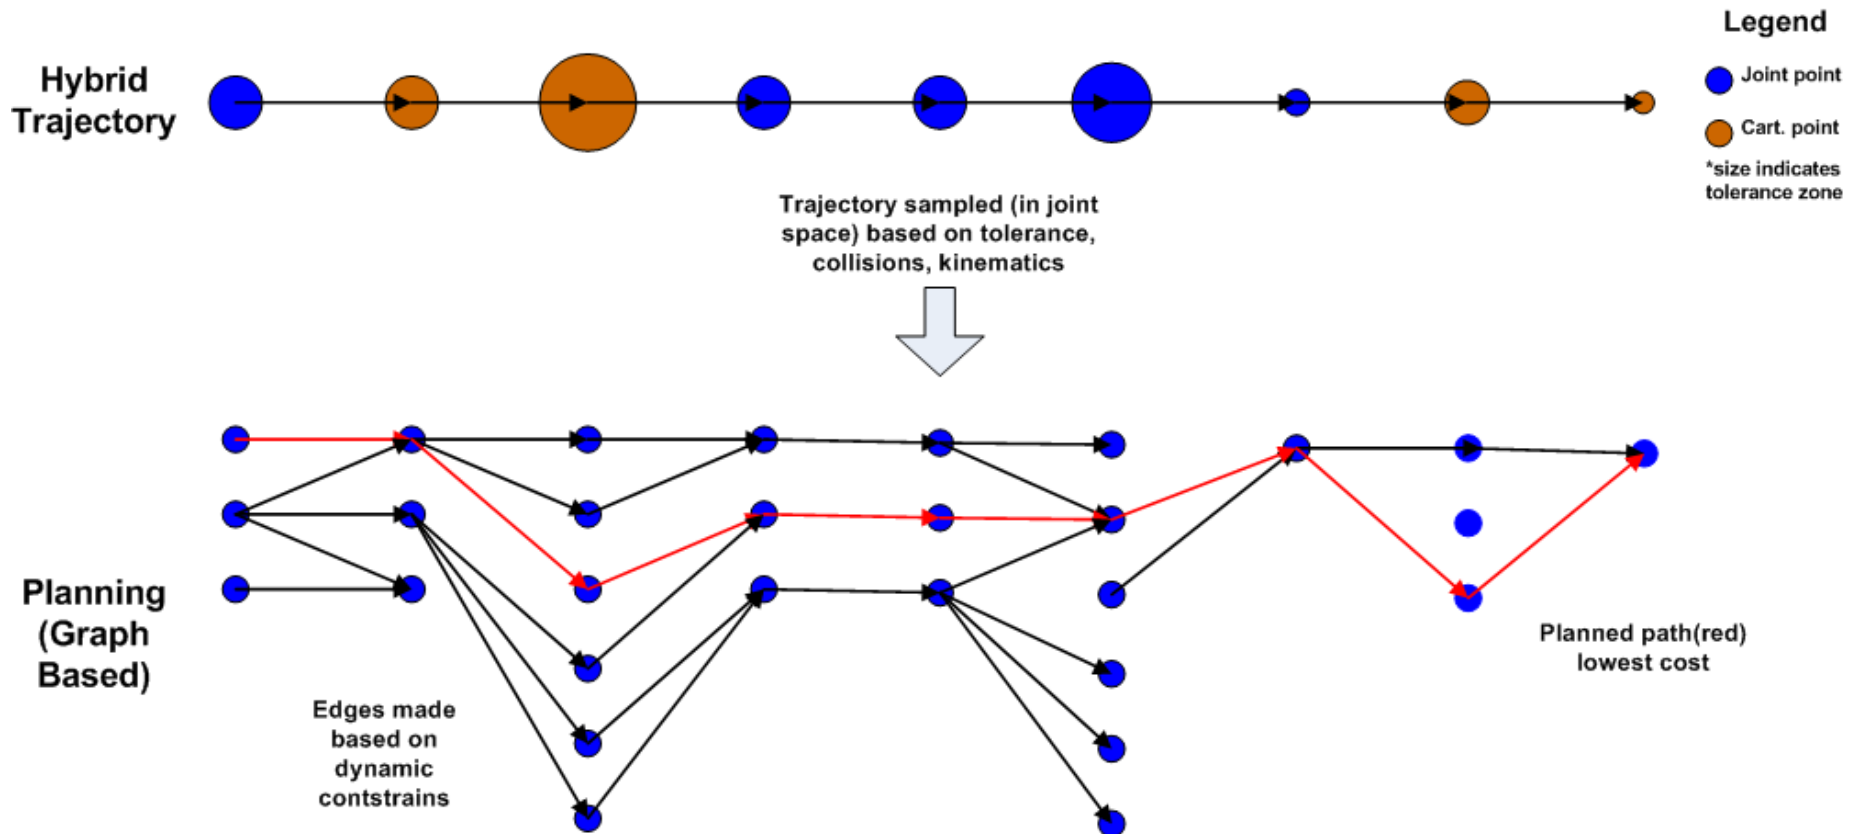 Legend
Hybrid
Trajectory
Joint point
Cart. point
*size indicates
tolerance zone
Trajectory sampled (in joint
space) based on tolerance,
collisions, kinematics
Planning
(Graph
Based)
Edges made
based on
dynamic
contstrains
Planned path(red)
lowest cost